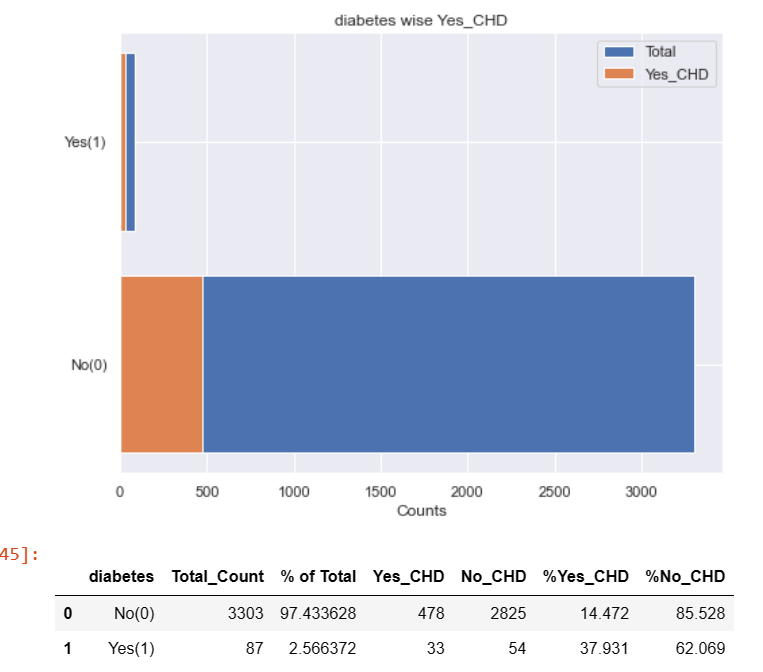 diabetes wise Yes_CHD
Total
Yes_CHD
Yes(1)
No(0)
0 500 1000 1500 2000 2500 3000
Counts
45]:
diabetes Total_Count % of Total Yes_CHD No_CHD %Yes_CHD %No_CHD
0 No(0) 3303 97.433628 478 2825 14.472 85.528
1 Yes(1) 87 2.566372 33 54 37.931 62.069